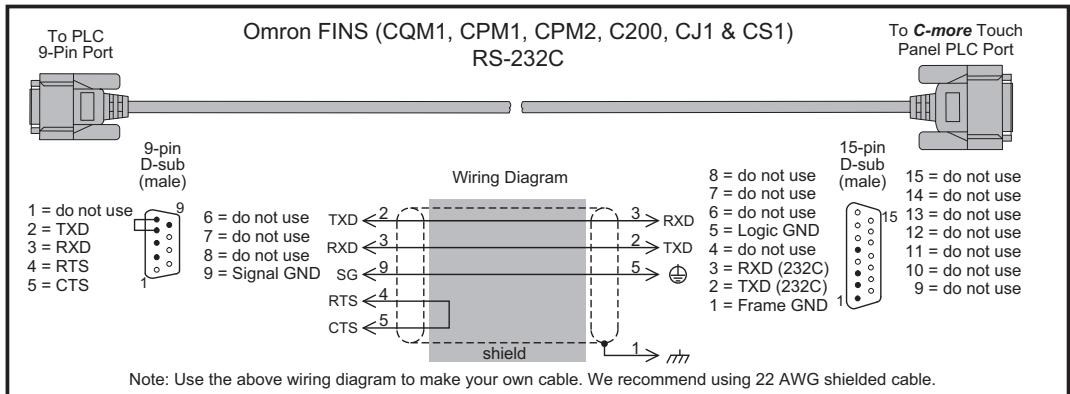 Omron FINS (CQM1, CPM1, CPM2, C200, CJ1 & CS1)
RS-232C
To PLC
9-Pin Port
To C-more Touch
Panel PLC Port
9-pin
D-sub
(male)
1 = do not use
2 = TXD
3 = RXD
4 = RTS
5 = CTS
9
1
6 = do not use
7 = do not use
8 = do not use
9 = Signal GND
Wiring Diagram
TXD 2 3 RXD
RXD 3 2 TXD
SG 9 5
RTS 4
CTS 5
shield
1
8 = do not use
7 = do not use
6 = do not use
5 = Logic GND
4 = do not use
3 = RXD (232C)
2 = TXD (232C)
1 = Frame GND
15-pin
D-sub
(male)
15
1
15 = do not use
14 = do not use
13 = do not use
12 = do not use
11 = do not use
10 = do not use
9 = do not use
Note: Use the above wiring diagram to make your own cable. We recommend using 22 AWG shielded cable.